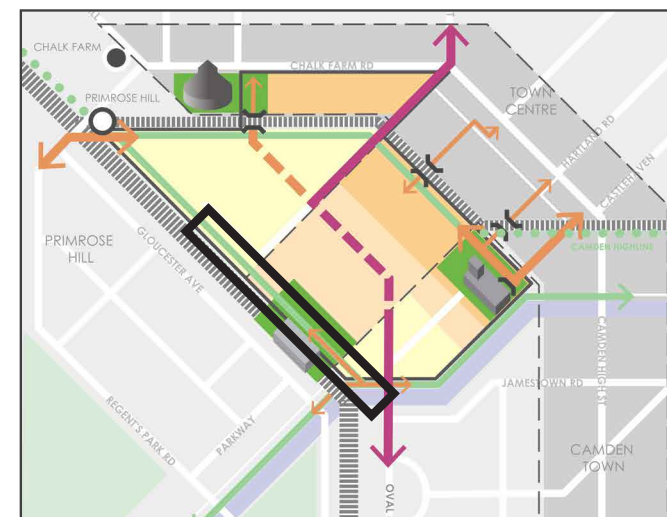 CHALK FARM
CHALK FARM RD
PRIMROSE HILL
TOWN
CENTRE
HARTLAND RD
CASTLEHAVEN
PRIMROSE
HILL
GLOUCESTER AVE
CAMDEN HIGHLINE
CAMDEN HIGH ST
JAMESTOWN RD
REGENT'S PARK RD
PARKWAY
OVAL
CAMDEN
TOWN